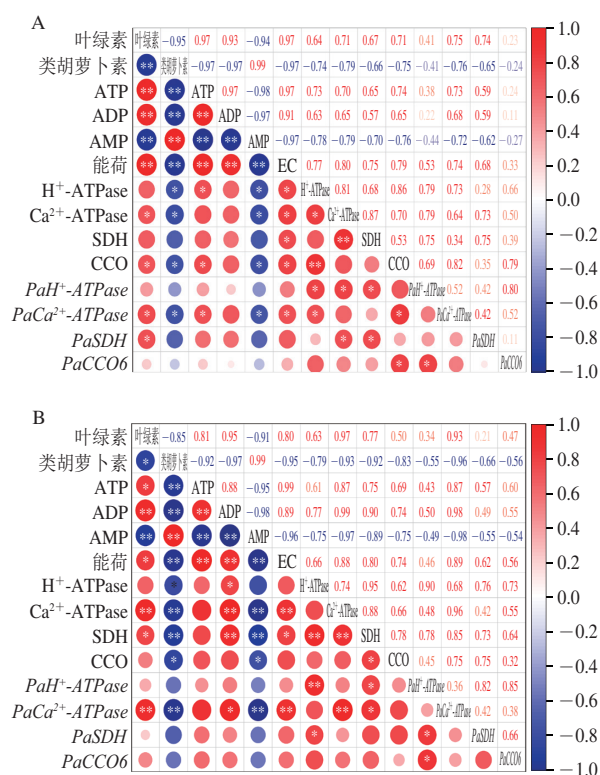 A
叶绿素 叶绿素 −0.95 0.97 0.93 −0.94 0.97 0.64 0.71 0.67 0.71 0.41 0.75 0.74 0.23
类胡萝卜素 ** 类胡萝卜素 −0.97 −0.97 0.99 −0.97 −0.74 −0.79 −0.66 −0.75 −0.41 −0.76 −0.65 −0.24
ATP ** ** ATP 0.97 −0.98 0.97 0.73 0.70 0.65 0.74 0.38 0.73 0.59 0.24
ADP ** ** ** ADP −0.97 0.91 0.63 0.65 0.57 0.65 0.22 0.68 0.59 0.11
AMP ** ** ** ** AMP −0.97 −0.78 −0.79 −0.70 −0.76 −0.44 −0.72 −0.62 −0.27
能荷 ** ** ** ** ** EC 0.77 0.80 0.75 0.79 0.53 0.74 0.68 0.33
H⁺-ATPase * * * H⁺-ATPase 0.81 0.68 0.86 0.79 0.73 0.28 0.66
Ca²⁺-ATPase * * * * * Ca²⁺-ATPase 0.87 0.70 0.79 0.64 0.73 0.50
SDH * ** SDH 0.53 0.75 0.34 0.75 0.39
CCO * * * * * ** CCO 0.69 0.82 0.35 0.79
PaH⁺-ATPase * * * PaH⁺-ATPase 0.52 0.42 0.80
PaCa²⁺-ATPase * * * * * * * PaCa²⁺-ATPase 0.42 0.52
PaSDH * * * PaSDH 0.11
PaCCO6 * * PaCCO6
1.0
0.8
0.6
0.4
0.2
0.0
−0.2
−0.4
−0.6
−0.8
−1.0
B
叶绿素 叶绿素 −0.85 0.81 0.95 −0.91 0.80 0.63 0.97 0.77 0.50 0.34 0.93 0.21 0.47
类胡萝卜素 * 类胡萝卜素 −0.92 −0.97 0.99 −0.95 −0.79 −0.93 −0.92 −0.83 −0.55 −0.96 −0.66 −0.56
ATP * ** ATP 0.88 −0.95 0.99 0.61 0.87 0.75 0.69 0.43 0.87 0.57 0.60
ADP ** ** ** ADP −0.98 0.89 0.77 0.99 0.90 0.74 0.50 0.98 0.49 0.55
AMP ** ** ** ** AMP −0.96 −0.75 −0.97 −0.89 −0.75 −0.49 −0.98 −0.55 −0.54
能荷 * ** ** ** ** EC 0.66 0.88 0.80 0.74 0.46 0.89 0.62 0.56
H⁺-ATPase * * H⁺-ATPase 0.74 0.95 0.62 0.90 0.68 0.76 0.73
Ca²⁺-ATPase ** ** ** ** ** Ca²⁺-ATPase 0.88 0.66 0.48 0.96 0.42 0.55
SDH * ** ** ** * ** ** SDH 0.78 0.78 0.85 0.73 0.64
CCO * * * CCO 0.45 0.75 0.75 0.32
PaH⁺-ATPase ** * PaH⁺-ATPase 0.36 0.82 0.85
PaCa²⁺-ATPase ** ** * ** ** ** * PaCa²⁺-ATPase 0.42 0.38
PaSDH * * PaSDH 0.66
PaCCO6 * PaCCO6
1.0
0.8
0.6
0.4
0.2
0.0
−0.2
−0.4
−0.6
−0.8
−1.0